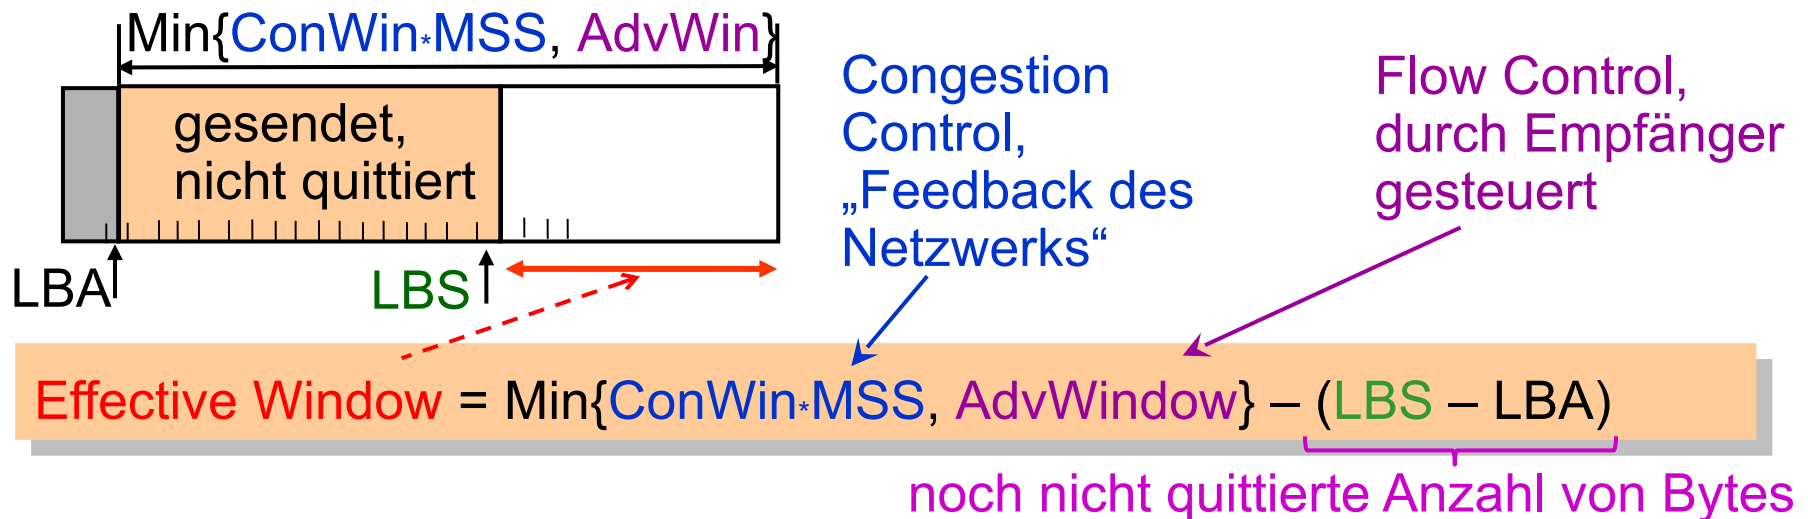 Min{ConWin*MSS, AdvWin}
gesendet,
nicht quittiert
LBA
LBS
Congestion
Control,
„Feedback des
Netzwerks“
Flow Control,
durch Empfänger
gesteuert
Effective Window = Min{ConWin*MSS, AdvWindow} – (LBS – LBA)
noch nicht quittierte Anzahl von Bytes